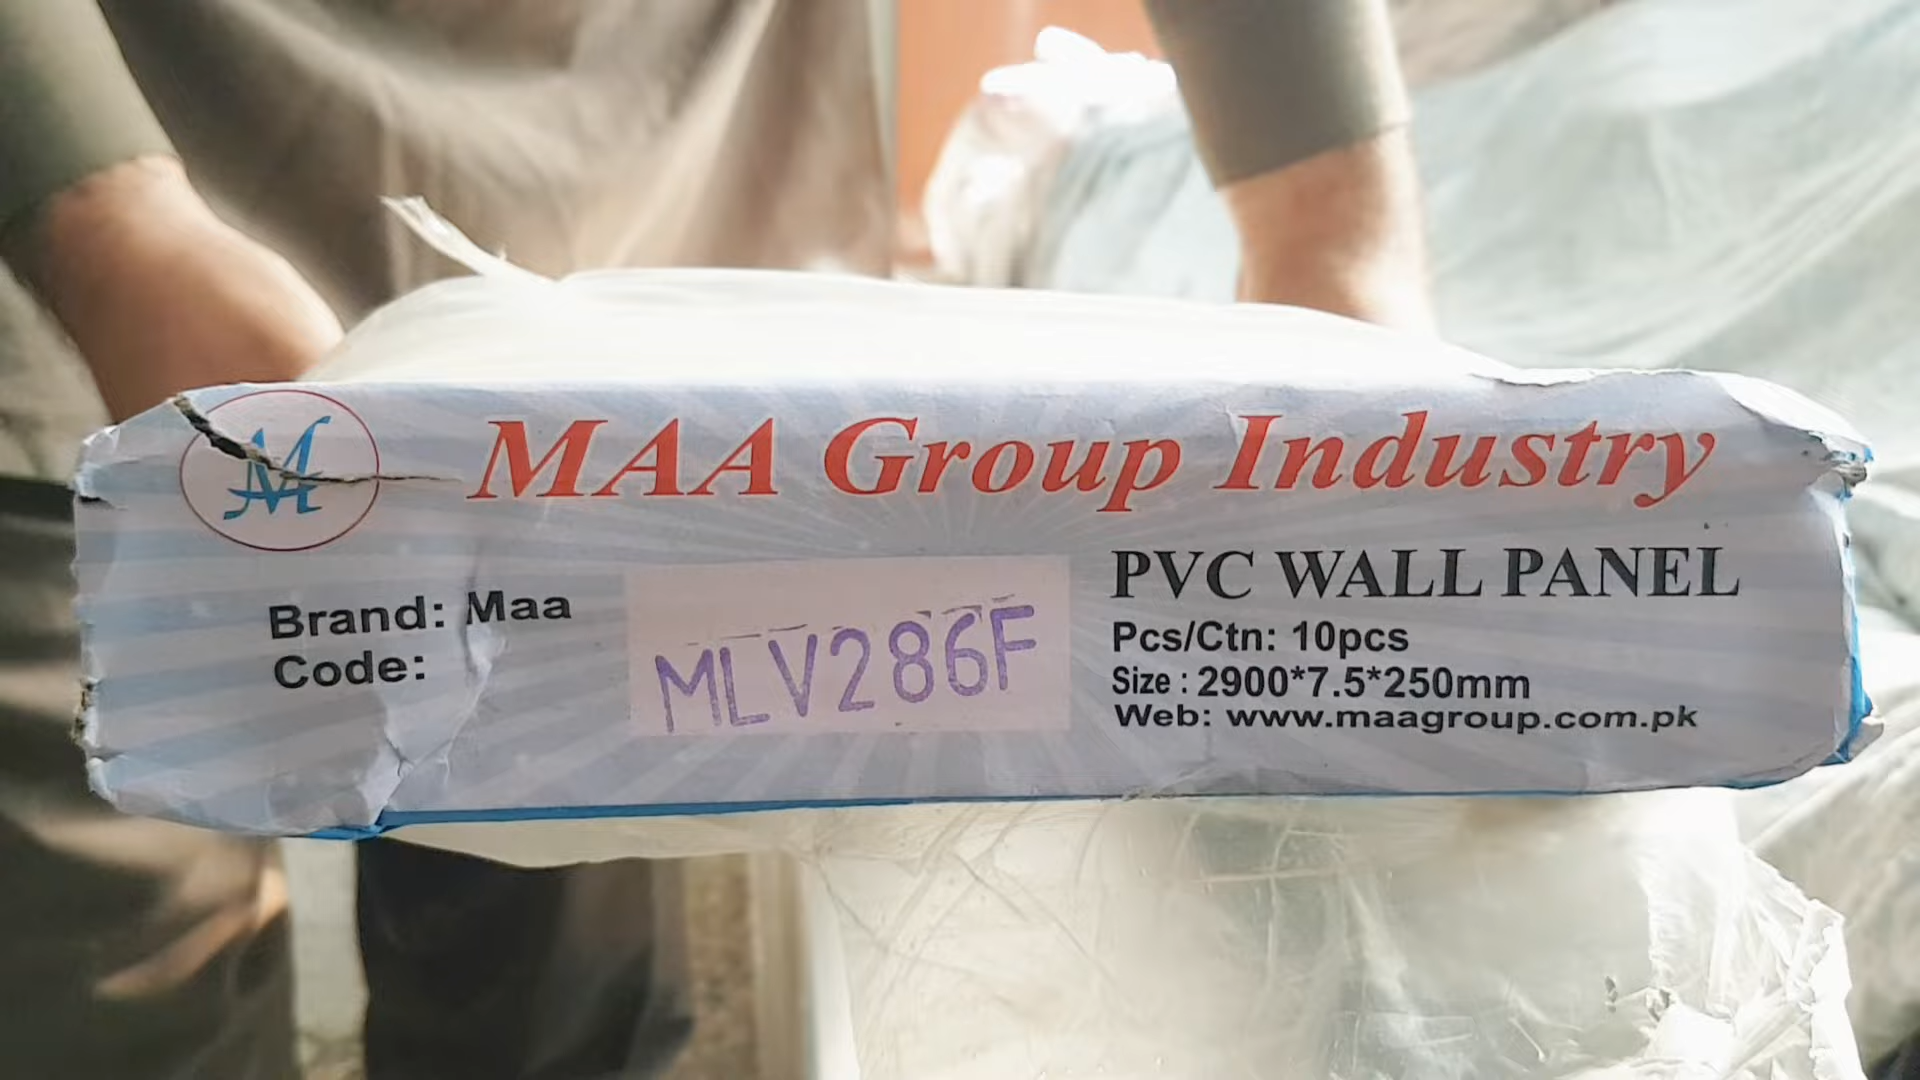 M
MAA Group Industry
Brand: Maa
Code:
MLV286F
PVC WALL PANEL
Pcs/Ctn: 10pcs
Size : 2900*7.5*250mm
Web: www.maagroup.com.pk